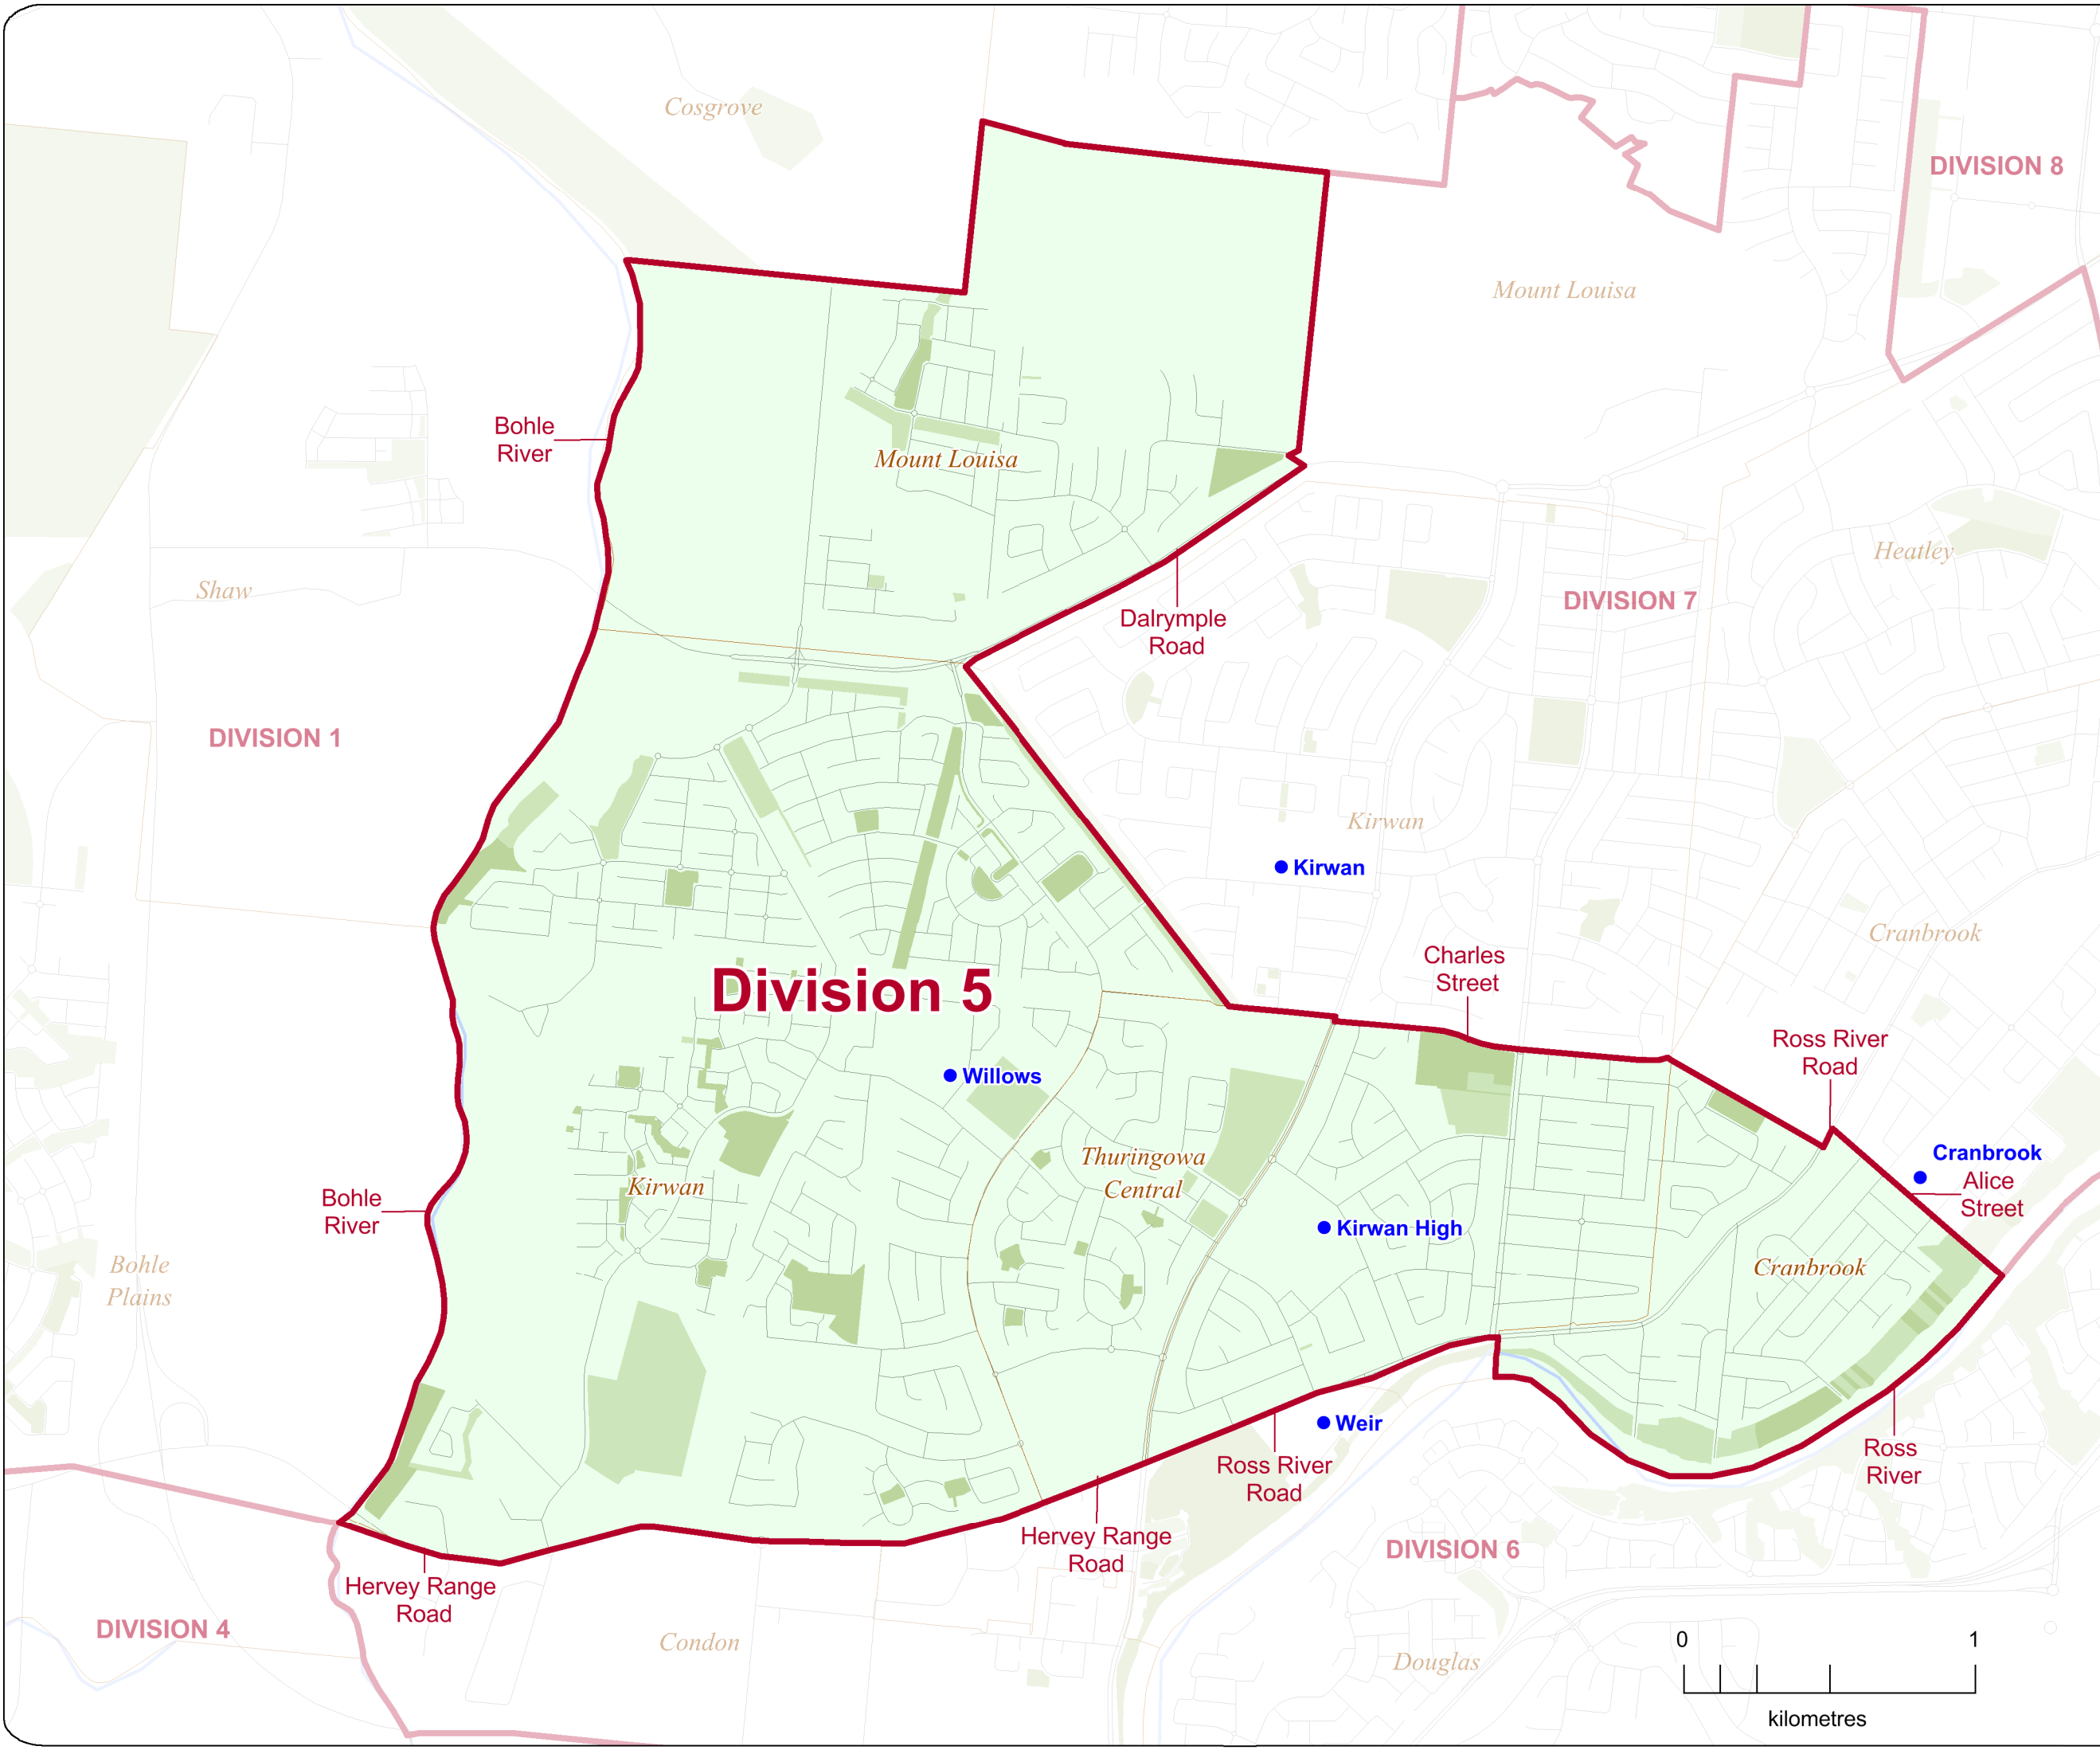 Cosgrove
DIVISION 8
Mount Louisa
Bohle
River
Mount Louisa
Heatley
Shaw
DIVISION 7
Dalrymple
Road
DIVISION 1
Kirwan
Kirwan
Cranbrook
Charles
Street
Division 5
Ross River
Road
Willows
Cranbrook
Alice
Street
Thuringowa
Central
Kirwan
Bohle
River
Kirwan High
Bohle
Plains
Cranbrook
Weir
Ross River
Road
Ross
River
Hervey Range
Road
DIVISION 6
Hervey Range
Road
DIVISION 4
Condon
Douglas
0 1
kilometres